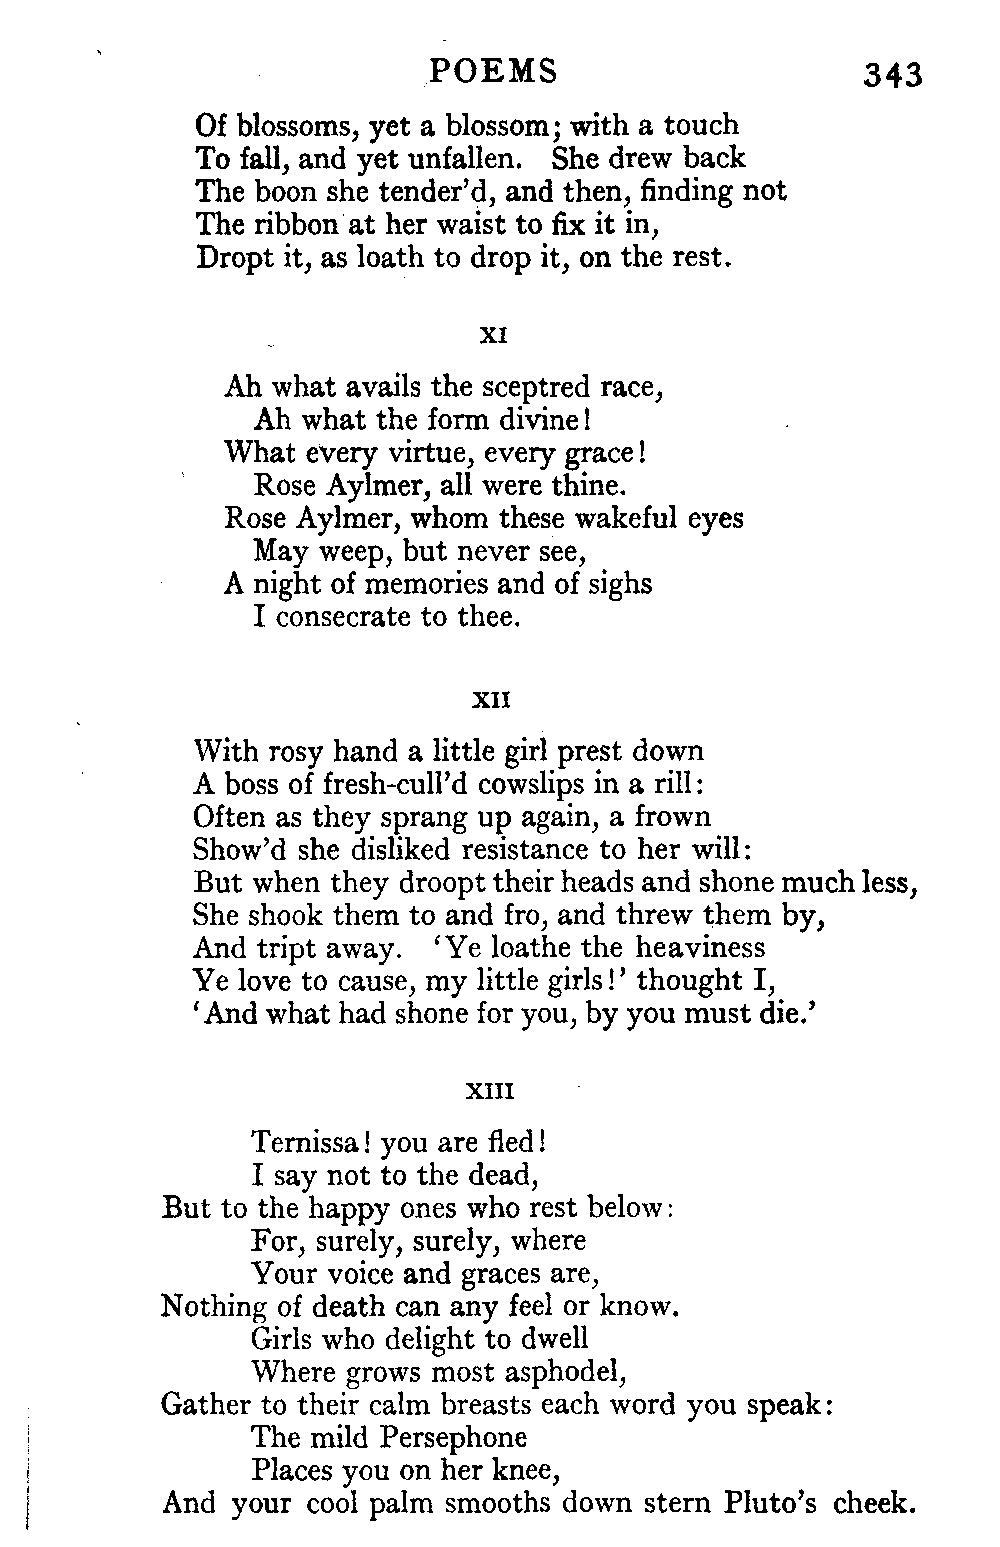 POEMS 343
Of blossoms, yet a blossom; with a touch
To fall, and yet unfallen. She drew back
The boon she tender'd, and then, finding not
The ribbon at her waist to fix it in,
Dropt it, as loath to drop it, on the rest.
XI
Ah what avails the sceptred race,
Ah what the form divine!
What every virtue, every grace!
Rose Aylmer, all were thine.
Rose Aylmer, whom these wakeful eyes
May weep, but never see,
A night of memories and of sighs
I consecrate to thee.
XII
With rosy hand a little girl prest down
A boss of fresh-cull'd cowslips in a rill:
Often as they sprang up again, a frown
Show'd she disliked resistance to her will:
But when they droopt their heads and shone much less,
She shook them to and fro, and threw them by,
And tript away. 'Ye loathe the heaviness
Ye love to cause, my little girls!' thought I,
'And what had shone for you, by you must die.'
XIII
Ternissa! you are fled!
I say not to the dead,
But to the happy ones who rest below:
For, surely, surely, where
Your voice and graces are,
Nothing of death can any feel or know.
Girls who delight to dwell
Where grows most asphodel,
Gather to their calm breasts each word you speak:
The mild Persephone
Places you on her knee,
And your cool palm smooths down stern Pluto's cheek.